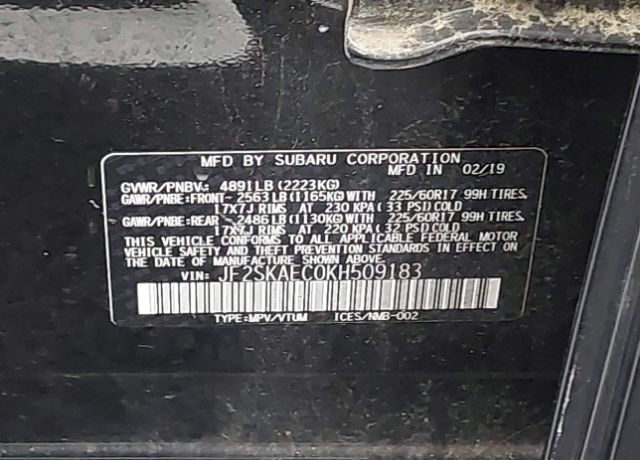 MFD BY SUBARU CORPORATION MFD IN 02/19
GVWR/PNBV: 4891LB (2223KG)
GAWR/PNBE:FRONT-2563LB(1165KG)WITH 225/60R17 99H TIRES,
17X7J RIMS AT 230 KPA(33 PSI)COLD
GAWR/PNBE:REAR -2486LB(1130KG)WITH 225/60R17 99H TIRES,
17X7J RIMS AT 220 KPA(32 PSI)COLD
THIS VEHICLE CONFORMS TO ALL APPLICABLE FEDERAL MOTOR
VEHICLE SAFETY AND THEFT PREVENTION STANDARDS IN EFFECT ON
THE DATE OF MANUFACTURE SHOWN ABOVE.
VIN: JF2SKAEC0KH509183
TYPE:MPV/VTUM ICES/NMB-002